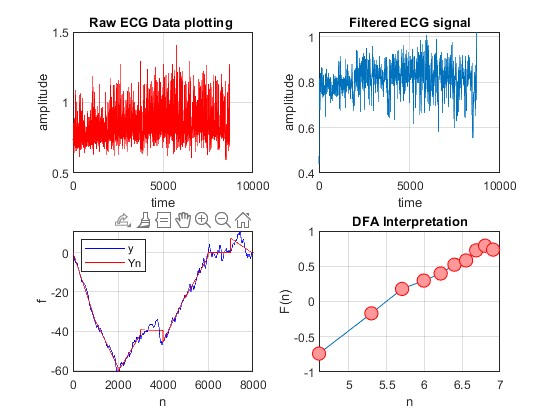 Raw ECG Data plotting
Filtered ECG signal
1.5
1
0.5
amplitude
0
5000
10000
time
1
0.8
0.6
0.4
amplitude
0
5000
10000
time
0
-20
-40
-60
f
y
Yn
0
2000
4000
6000
8000
n
DFA Interpretation
1
0.5
0
-0.5
-1
F(n)
5
5.5
6
6.5
7
n